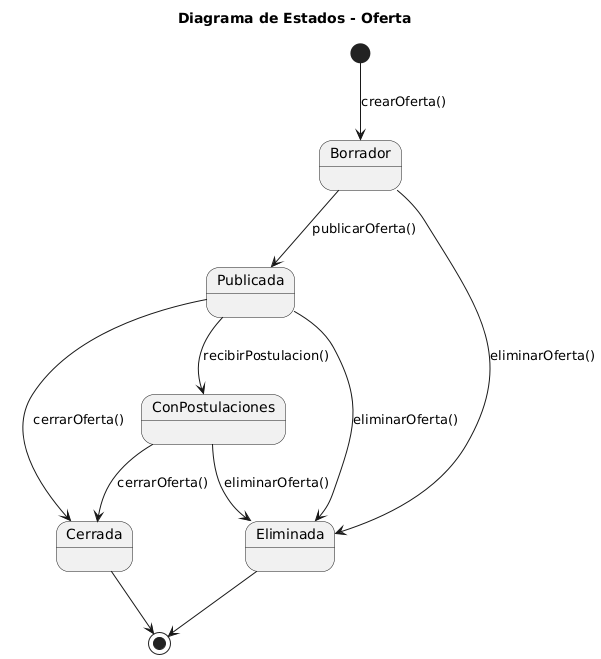 Diagrama de Estados - Oferta
crearOferta()
Borrador
publicarOferta()
Publicada
recibirPostulacion()
eliminarOferta()
ConPostulaciones
cerrarOferta()
eliminarOferta()
cerrarOferta()
eliminarOferta()
Cerrada
Eliminada